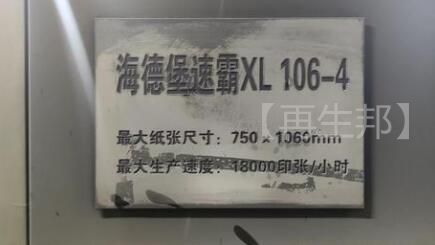 海德堡速霸XL 106-4
【再生邦】
最大纸张尺寸：750×1060mm
最大生产速度：18000印张/小时